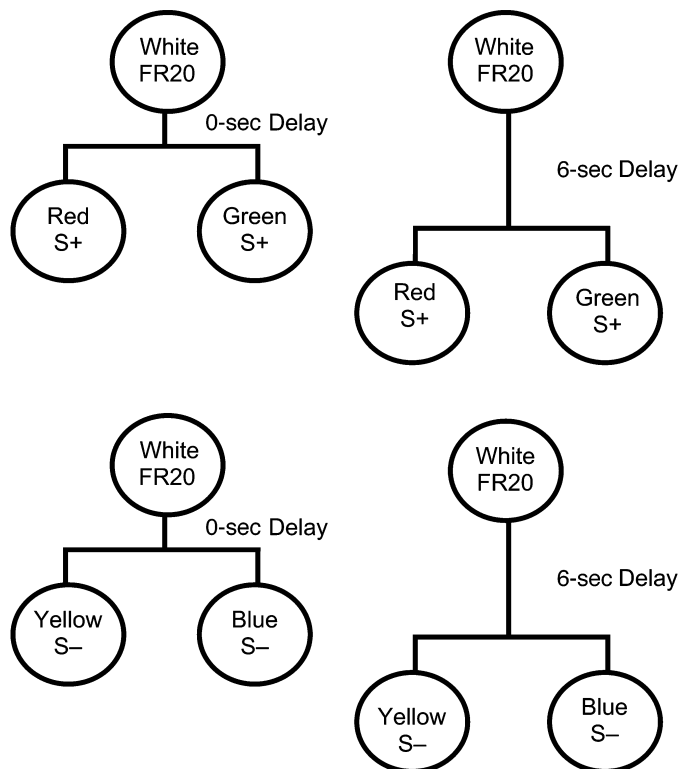 White
FR20
0-sec Delay
Red
S+
Green
S+
White
FR20
6-sec Delay
Red
S+
Green
S+
White
FR20
0-sec Delay
Yellow
S–
Blue
S–
White
FR20
6-sec Delay
Yellow
S–
Blue
S–